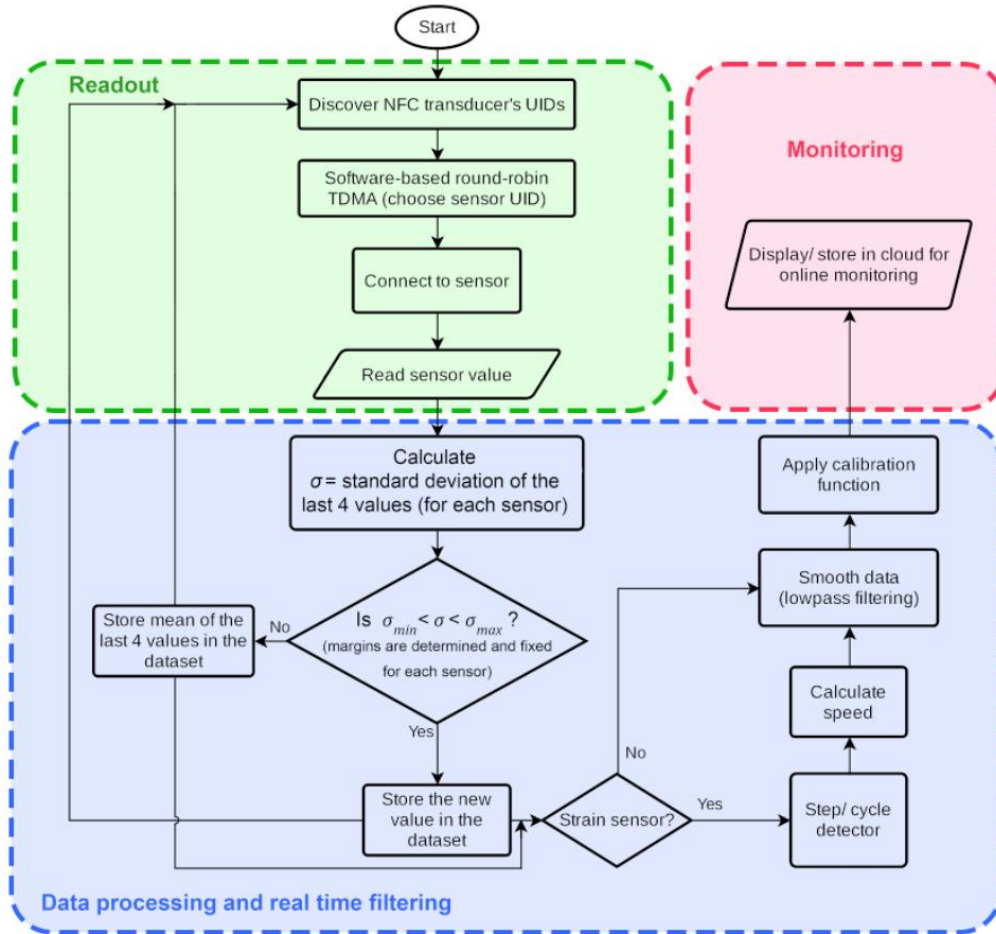 Start
Readout
Discover NFC transducer's UIDs
Software-based round-robin
TDMA (choose sensor UID)
Connect to sensor
Read sensor value
Monitoring
Display/ store in cloud for
online monitoring
Calculate
σ = standard deviation of the
last 4 values (for each sensor)
Is σmin < σ < σmax ?
(margins are determined and fixed
for each sensor)
No
Store mean of the
last 4 values in the
dataset
Yes
Store the new
value in the
dataset
Strain sensor?
No
Yes
Step/ cycle
detector
Calculate
speed
Smooth data
(lowpass filtering)
Apply calibration
function
Data processing and real time filtering